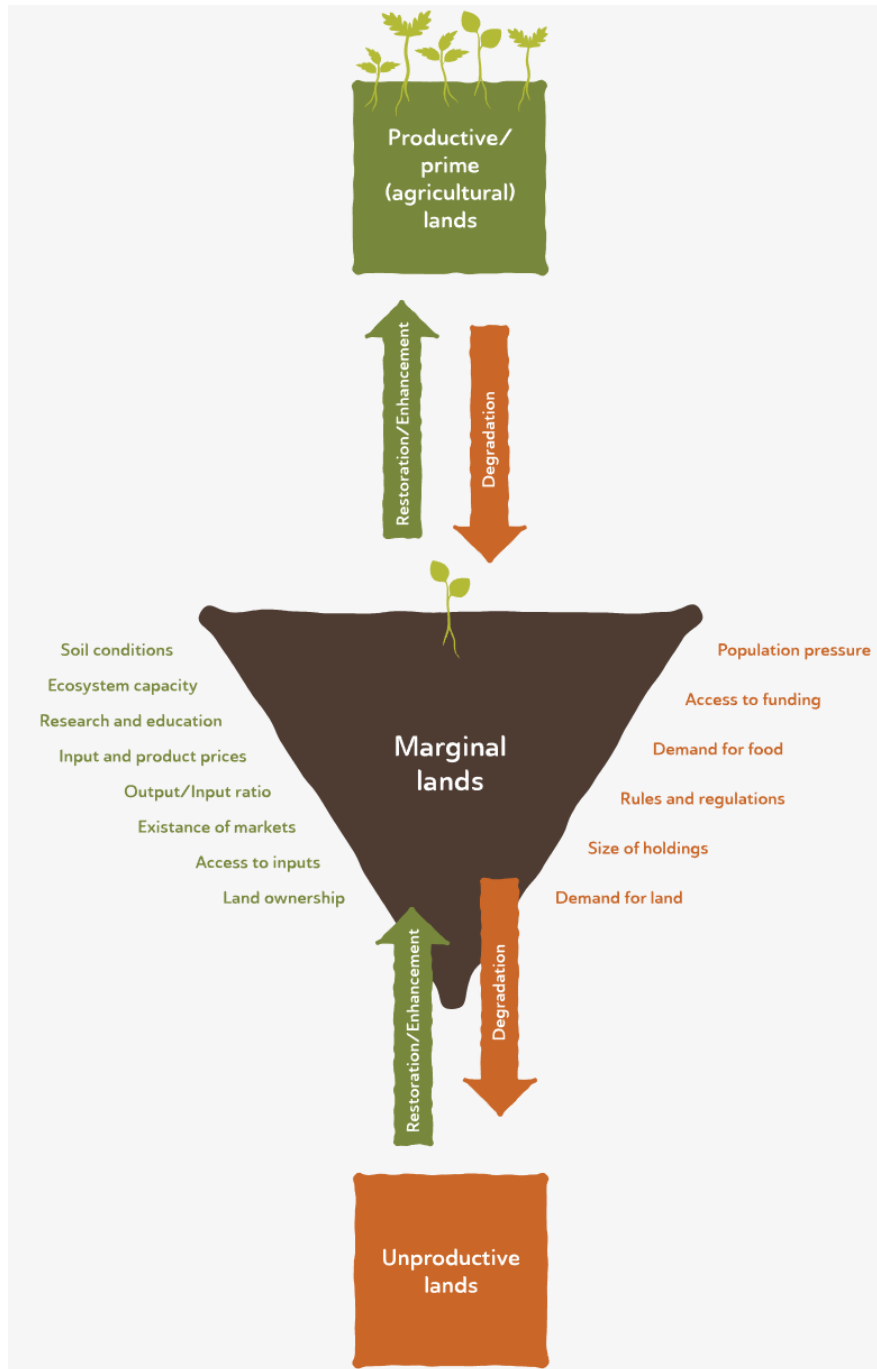 Productive/
prime
(agricultural)
lands
Restoration/Enhancement
Degradation
Marginal
lands
Soil conditions
Ecosystem capacity
Research and education
Input and product prices
Output/Input ratio
Existance of markets
Access to inputs
Land ownership
Population pressure
Access to funding
Demand for food
Rules and regulations
Size of holdings
Demand for land
Restoration/Enhancement
Degradation
Unproductive
lands